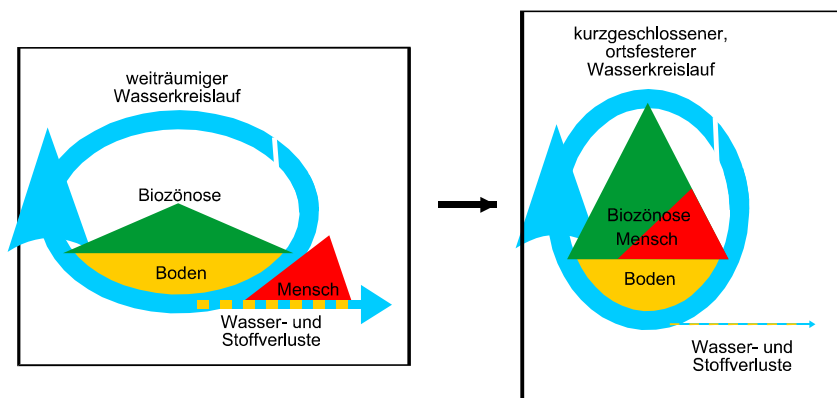 weiträumiger
Wasserkreislauf
Biozönose
Boden
Mensch
Wasser- und
Stoffverluste
kurzgeschlossener,
ortsfesterer
Wasserkreislauf
Biozönose
Mensch
Boden
Wasser- und
Stoffverluste